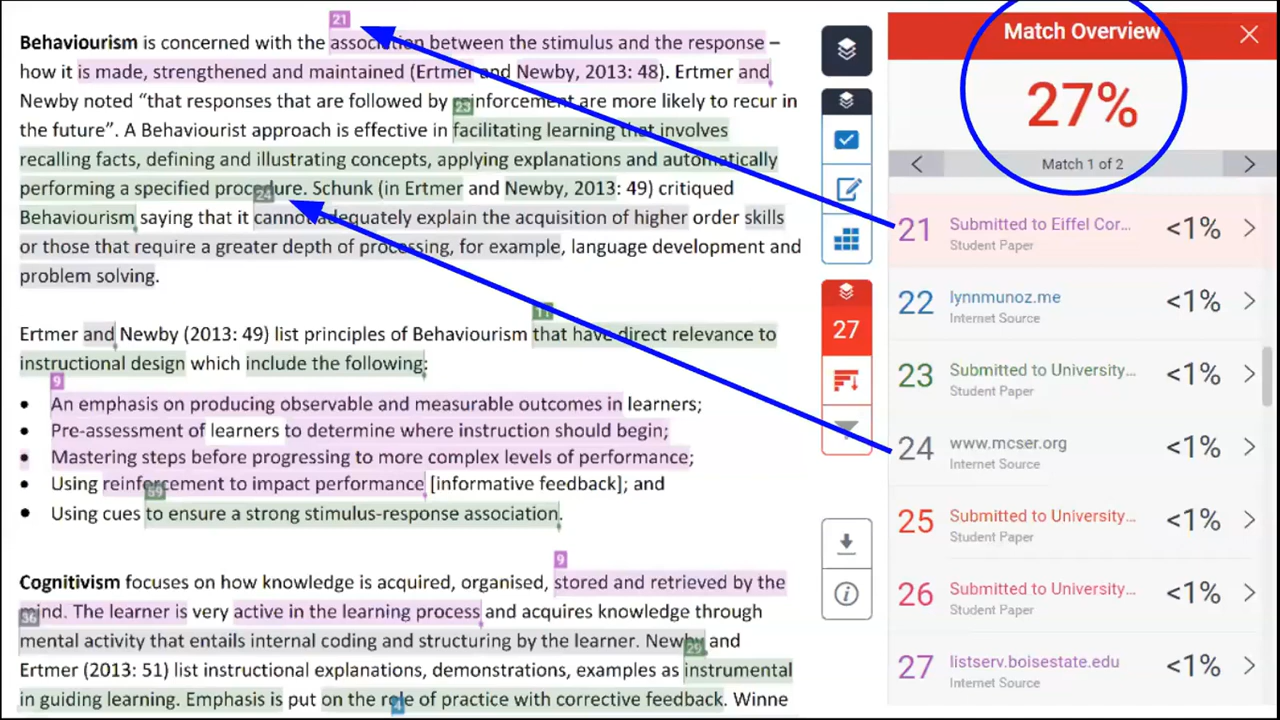 21
Behaviourism is concerned with the association between the stimulus and the response –
how it is made, strengthened and maintained (Ertmer and Newby, 2013: 48). Ertmer and
Newby noted “that responses that are followed by reinforcement are more likely to recur in
23
the future”. A Behaviourist approach is effective in facilitating learning that involves
recalling facts, defining and illustrating concepts, applying explanations and automatically
performing a specified procedure. Schunk (in Ertmer and Newby, 2013: 49) critiqued
24
Behaviourism saying that it cannot adequately explain the acquisition of higher order skills
or those that require a greater depth of processing, for example, language development and
problem solving.
11
Ertmer and Newby (2013: 49) list principles of Behaviourism that have direct relevance to
instructional design which include the following:
9
• An emphasis on producing observable and measurable outcomes in learners;
• Pre-assessment of learners to determine where instruction should begin;
• Mastering steps before progressing to more complex levels of performance;
• Using reinforcement to impact performance [informative feedback]; and
59
• Using cues to ensure a strong stimulus-response association.
9
Cognitivism focuses on how knowledge is acquired, organised, stored and retrieved by the
mind. The learner is very active in the learning process and acquires knowledge through
36
mental activity that entails internal coding and structuring by the learner. Newby and
29
Ertmer (2013: 51) list instructional explanations, demonstrations, examples as instrumental
in guiding learning. Emphasis is put on the role of practice with corrective feedback. Winne
4
27
Match Overview
27%
Match 1 of 2
21 Submitted to Eiffel Cor... <1%
Student Paper
22 lynnmunoz.me <1%
Internet Source
23 Submitted to University... <1%
Student Paper
24 www.mcser.org <1%
Internet Source
25 Submitted to University... <1%
Student Paper
26 Submitted to University... <1%
Student Paper
27 listserv.boisestate.edu <1%
Internet Source